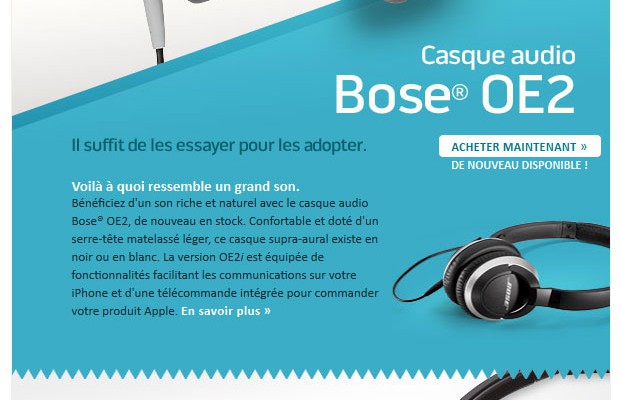 Casque audio
Bose® OE2
Il suffit de les essayer pour les adopter.
ACHETER MAINTENANT »
DE NOUVEAU DISPONIBLE !
Voilà à quoi ressemble un grand son.
Bénéficiez d'un son riche et naturel avec le casque audio
Bose® OE2, de nouveau en stock. Confortable et doté d'un
serre-tête matelassé léger, ce casque supra-aural existe en
noir ou en blanc. La version OE2i est équipée de
fonctionnalités facilitant les communications sur votre
iPhone et d'une télécommande intégrée pour commander
votre produit Apple. En savoir plus »
BOSE